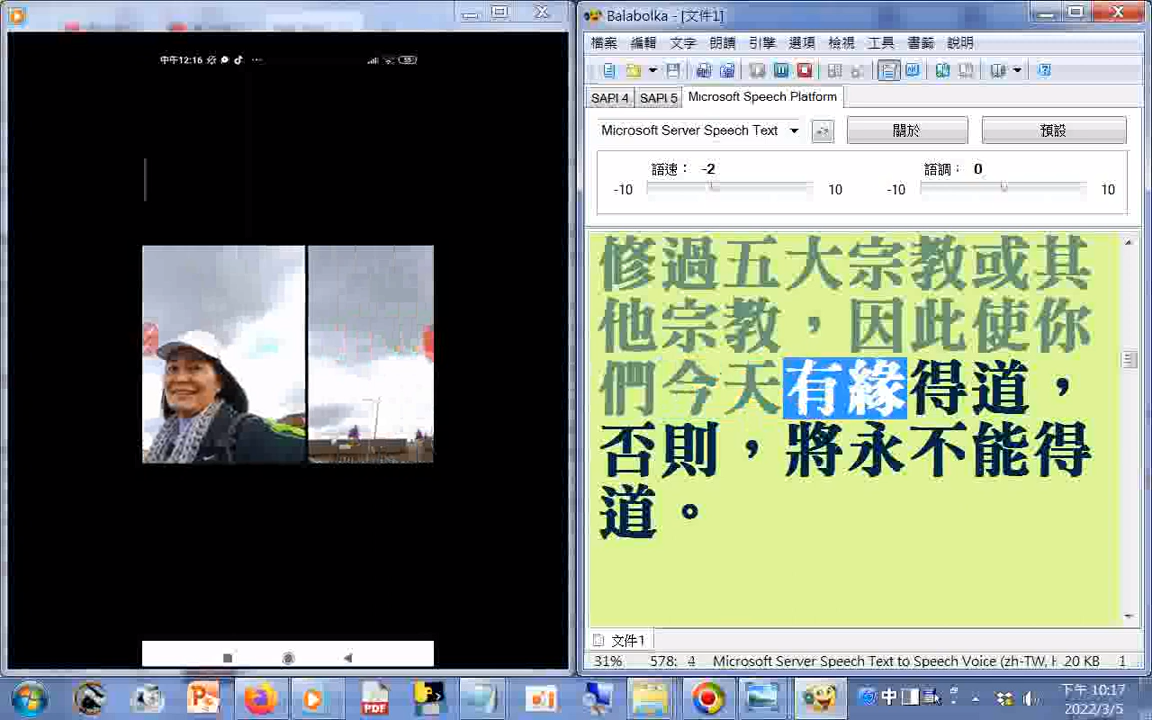 中午12:16
Balabolka - [文件1]
檔案 編輯 文字 朗讀 引擎 選項 檢視 工具 書籤 說明
SAPI 4 SAPI 5 Microsoft Speech Platform
Microsoft Server Speech Text 關於 預設
語速： -2 語調： 0
-10 10 -10 10
修過五大宗教或其
他宗教，因此使你
們今天有緣得道，
否則，將永不能得
道。
文件1
31% 578: 4 Microsoft Server Speech Text to Speech Voice (zh-TW, H 20 KB 1
PDF
中
下午 10:17
2022/3/5